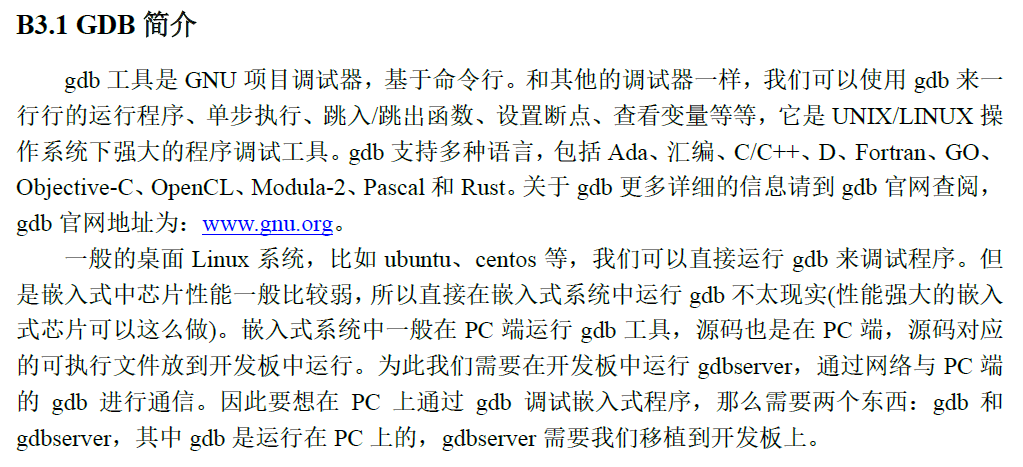 B3.1 GDB 简介
gdb 工具是 GNU 项目调试器，基于命令行。和其他的调试器一样，我们可以使用 gdb 来一
行行的运行程序、单步执行、跳入/跳出函数、设置断点、查看变量等等，它是 UNIX/LINUX 操
作系统下强大的程序调试工具。gdb 支持多种语言，包括 Ada、汇编、C/C++、D、Fortran、GO、
Objective-C、OpenCL、Modula-2、Pascal 和 Rust。关于 gdb 更多详细的信息请到 gdb 官网查阅，
gdb 官网地址为：www.gnu.org。
一般的桌面 Linux 系统，比如 ubuntu、centos 等，我们可以直接运行 gdb 来调试程序。但
是嵌入式中芯片性能一般比较弱，所以直接在嵌入式系统中运行 gdb 不太现实(性能强大的嵌入
式芯片可以这么做)。嵌入式系统中一般在 PC 端运行 gdb 工具，源码也是在 PC 端，源码对应
的可执行文件放到开发板中运行。为此我们需要在开发板中运行 gdbserver，通过网络与 PC 端
的 gdb 进行通信。因此要想在 PC 上通过 gdb 调试嵌入式程序，那么需要两个东西：gdb 和
gdbserver，其中 gdb 是运行在 PC 上的，gdbserver 需要我们移植到开发板上。